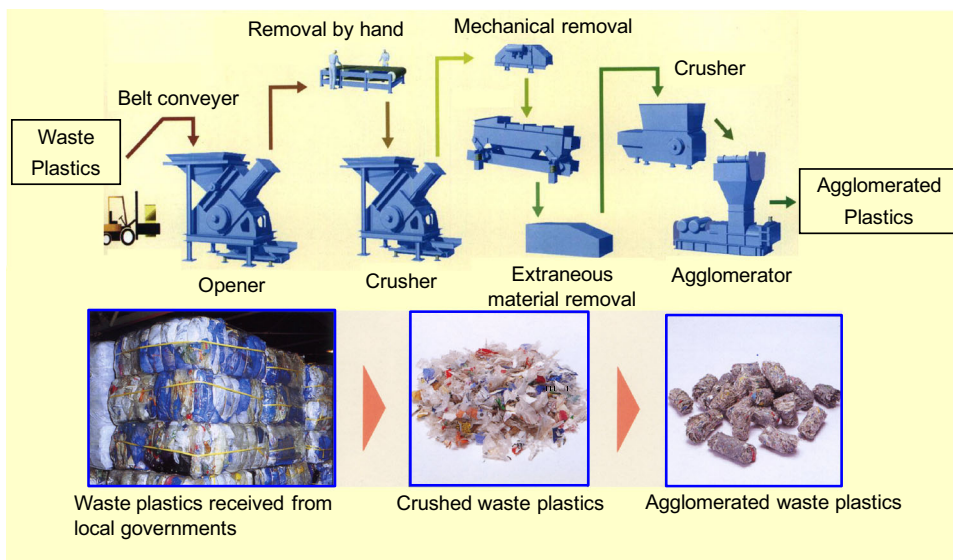 Removal by hand
Mechanical removal
Crusher
Belt conveyer
Waste
Plastics
Agglomerated
Plastics
Opener
Crusher
Extraneous
material removal
Agglomerator
Waste plastics received from
local governments
Crushed waste plastics
Agglomerated waste plastics